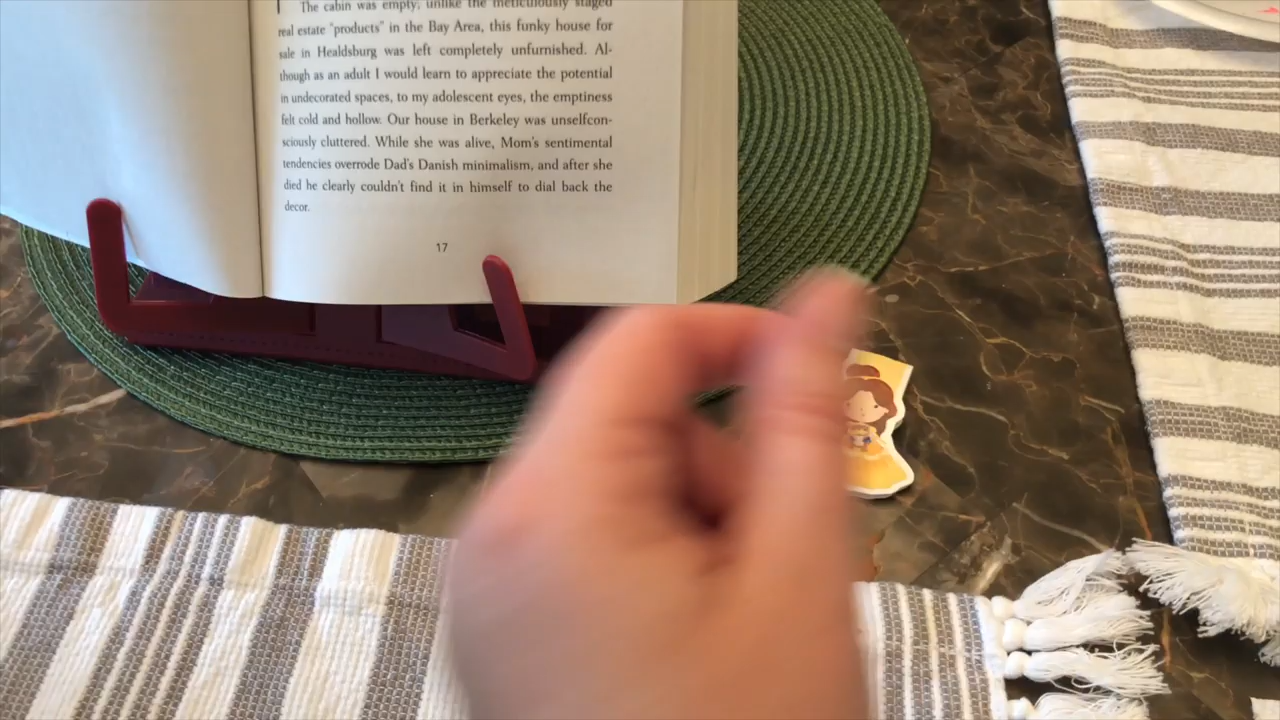 The cabin was empty; unlike the meticulously staged
real estate "products" in the Bay Area, this funky house for
sale in Healdsburg was left completely unfurnished. Al-
though as an adult I would learn to appreciate the potential
in undecorated spaces, to my adolescent eyes, the emptiness
felt cold and hollow. Our house in Berkeley was unselfcon-
sciously cluttered. While she was alive, Mom's sentimental
tendencies overrode Dad's Danish minimalism, and after she
died he clearly couldn't find it in himself to dial back the
decor.
17